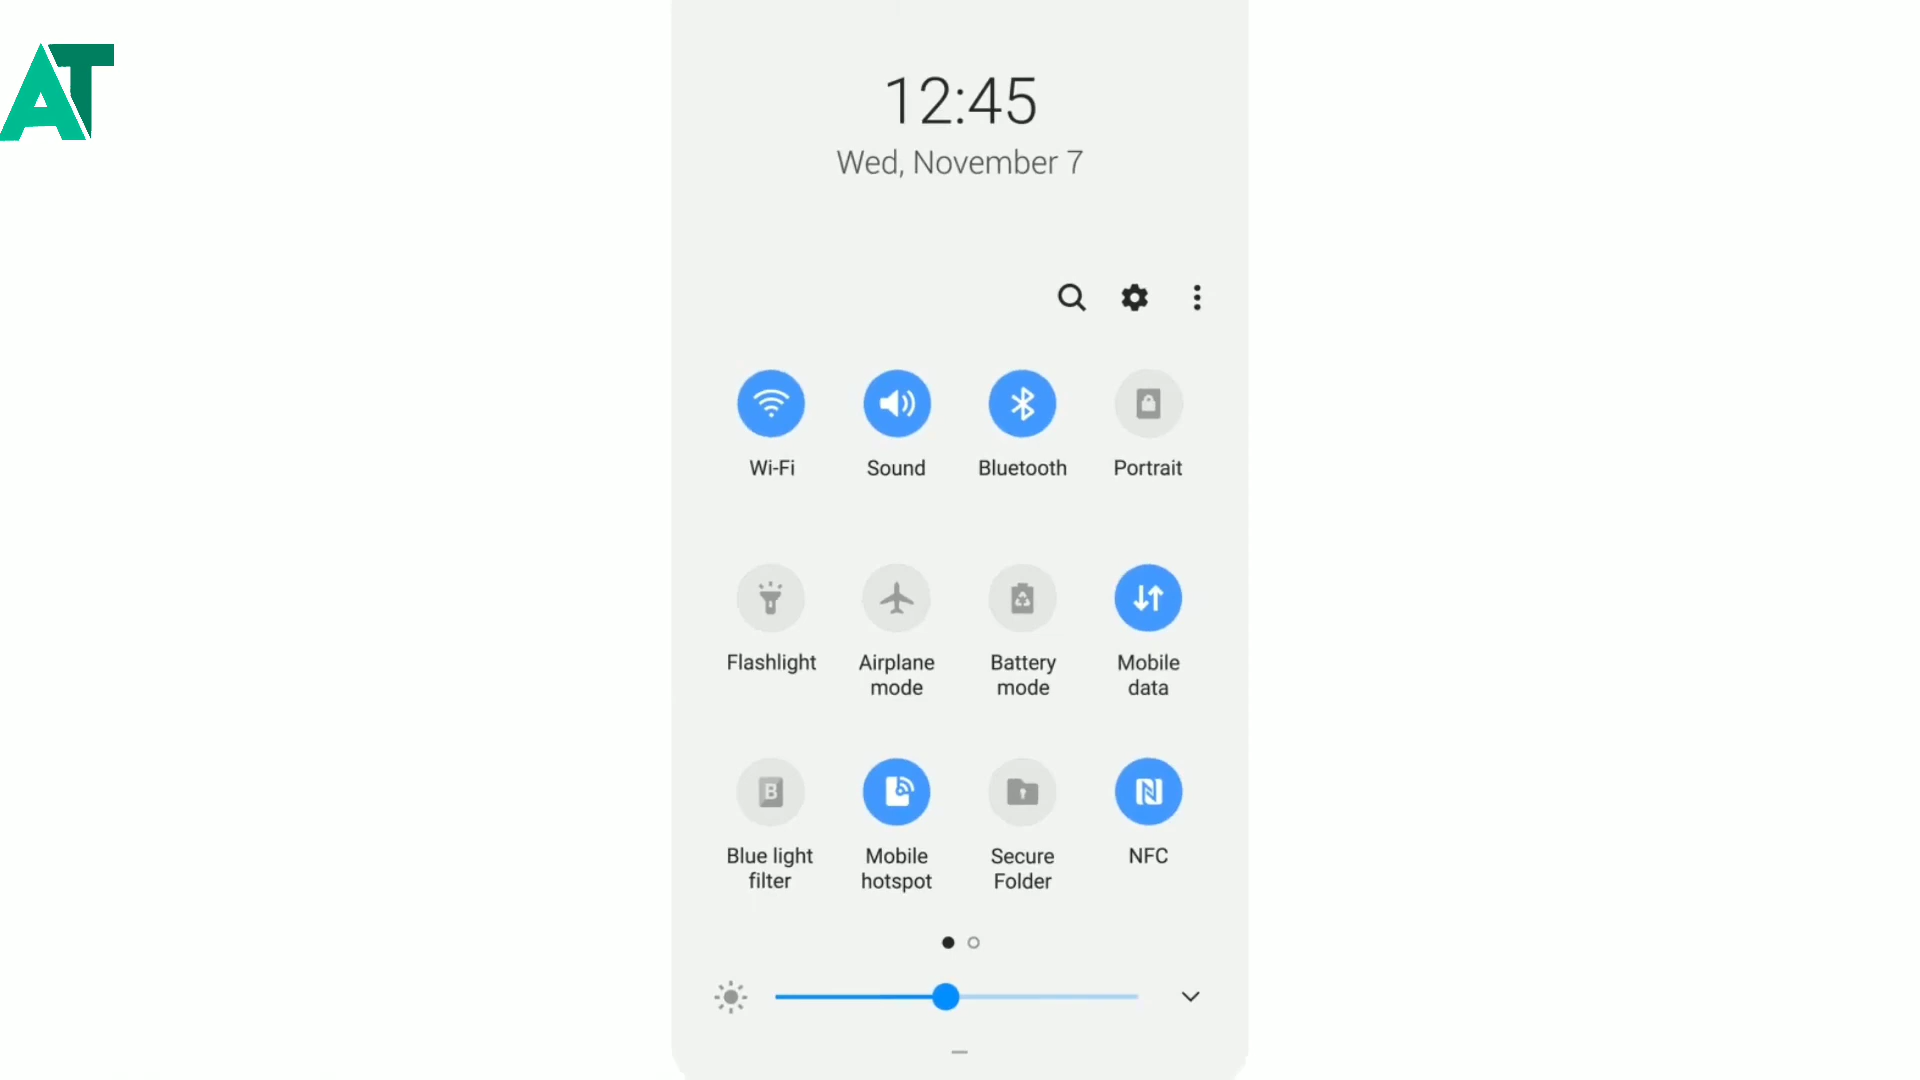 AT
12:45
Wed, November 7
Wi-Fi
Sound
Bluetooth
Portrait
Flashlight
Airplane
mode
Battery
mode
Mobile
data
B
Blue light
filter
Mobile
hotspot
Secure
Folder
NFC